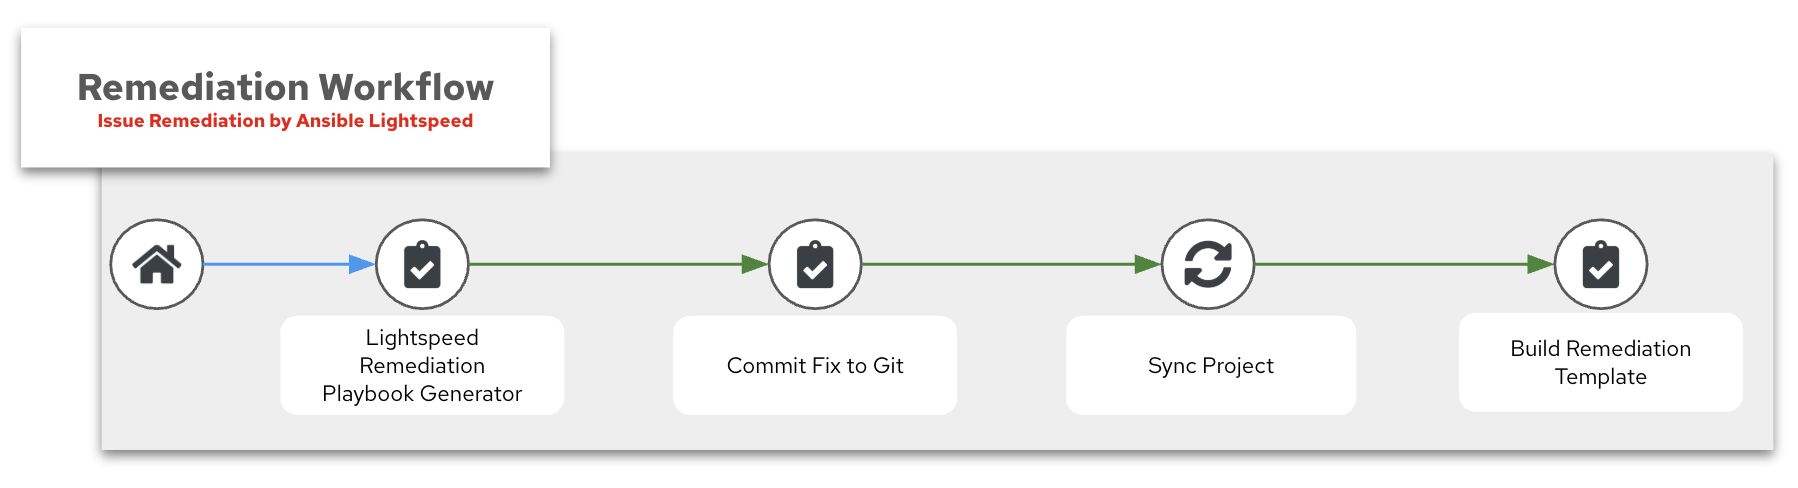 Remediation Workflow
Issue Remediation by Ansible Lightspeed
Lightspeed
Remediation
Playbook Generator
Commit Fix to Git
Sync Project
Build Remediation
Template